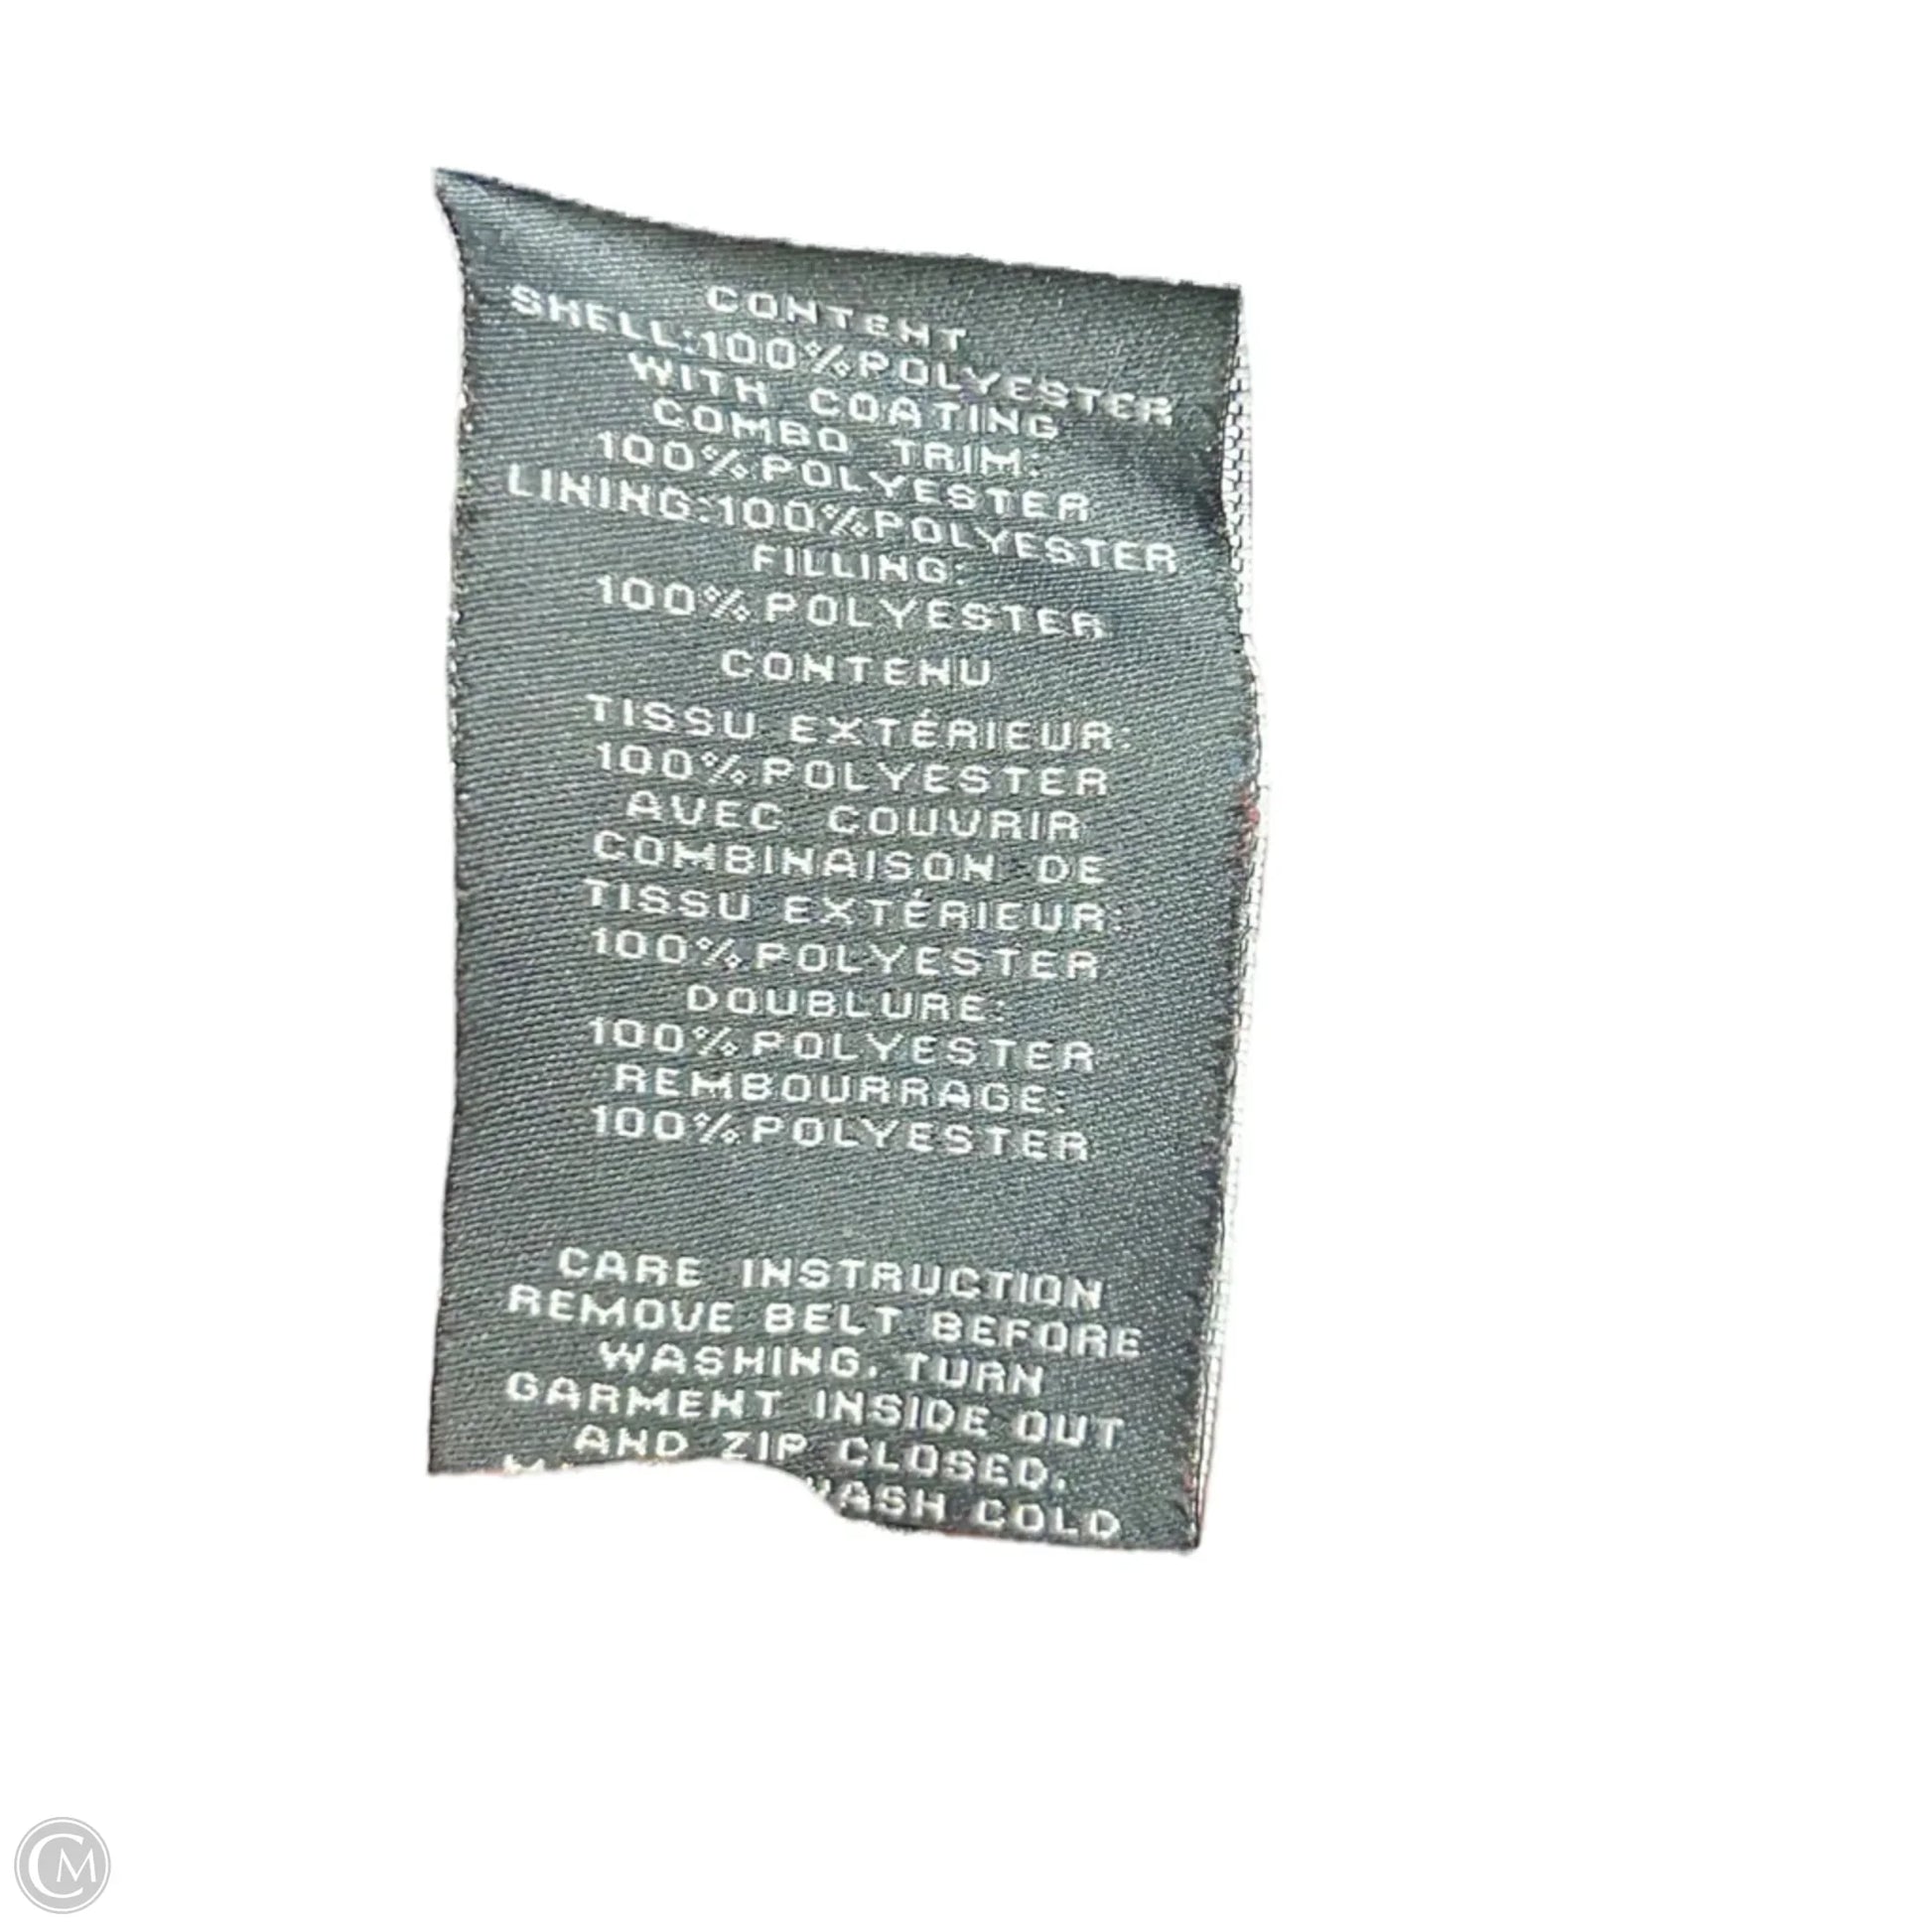 CONTENT
SHELL:100%POLYESTER
WITH COATING
COMBO TRIM:
100%POLYESTER
LINING:100%POLYESTER
FILLING:
100%POLYESTER
CONTENU
TISSU EXTÉRIEUR:
100%POLYESTER
AVEC COUVRIR
COMBINAISON DE
TISSU EXTÉRIEUR:
100%POLYESTER
DOUBLURE:
100%POLYESTER
REMBOURRAGE:
100%POLYESTER
CARE INSTRUCTION
REMOVE BELT BEFORE
WASHING. TURN
GARMENT INSIDE OUT
AND ZIP CLOSED.
WASH COLD
CM